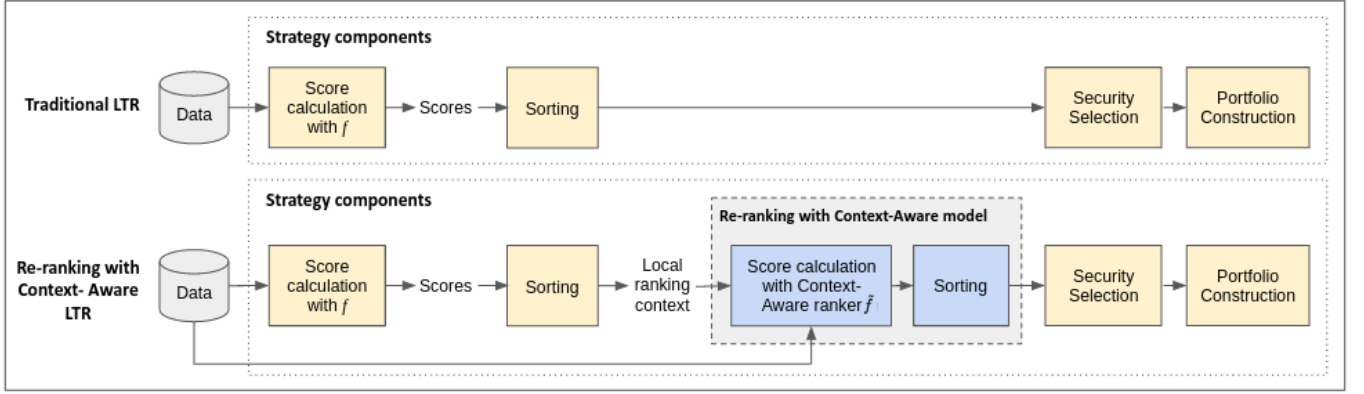 Strategy components
Traditional LTR
Data
Score
calculation
with f
Scores
Sorting
Security
Selection
Portfolio
Construction
Strategy components
Re-ranking with
Context- Aware
LTR
Data
Score
calculation
with f
Scores
Sorting
Local
ranking
context
Re-ranking with Context-Aware model
Score calculation
with Context-
Aware ranker f̃
Sorting
Security
Selection
Portfolio
Construction